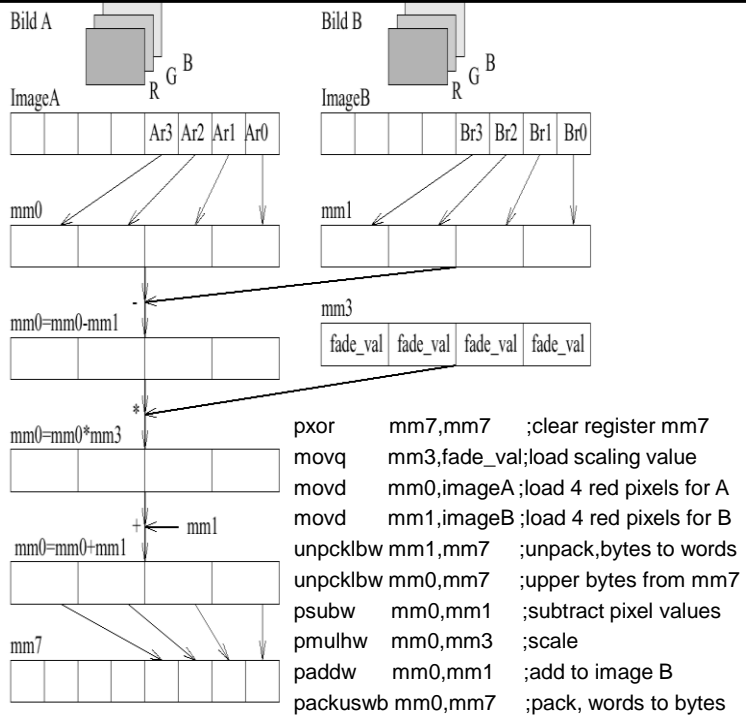 Bild A
R
G
B
ImageA
Ar3 Ar2 Ar1 Ar0
mm0
Bild B
R
G
B
ImageB
Br3 Br2 Br1 Br0
mm1
-
mm0=mm0-mm1
mm3
fade_val fade_val fade_val fade_val
*
mm0=mm0*mm3
+ mm1
mm0=mm0+mm1
mm7
pxor mm7,mm7 ;clear register mm7
movq mm3,fade_val;load scaling value
movd mm0,imageA ;load 4 red pixels for A
movd mm1,imageB ;load 4 red pixels for B
unpcklbw mm1,mm7 ;unpack,bytes to words
unpcklbw mm0,mm7 ;upper bytes from mm7
psubw mm0,mm1 ;subtract pixel values
pmulhw mm0,mm3 ;scale
paddw mm0,mm1 ;add to image B
packuswb mm0,mm7 ;pack, words to bytes